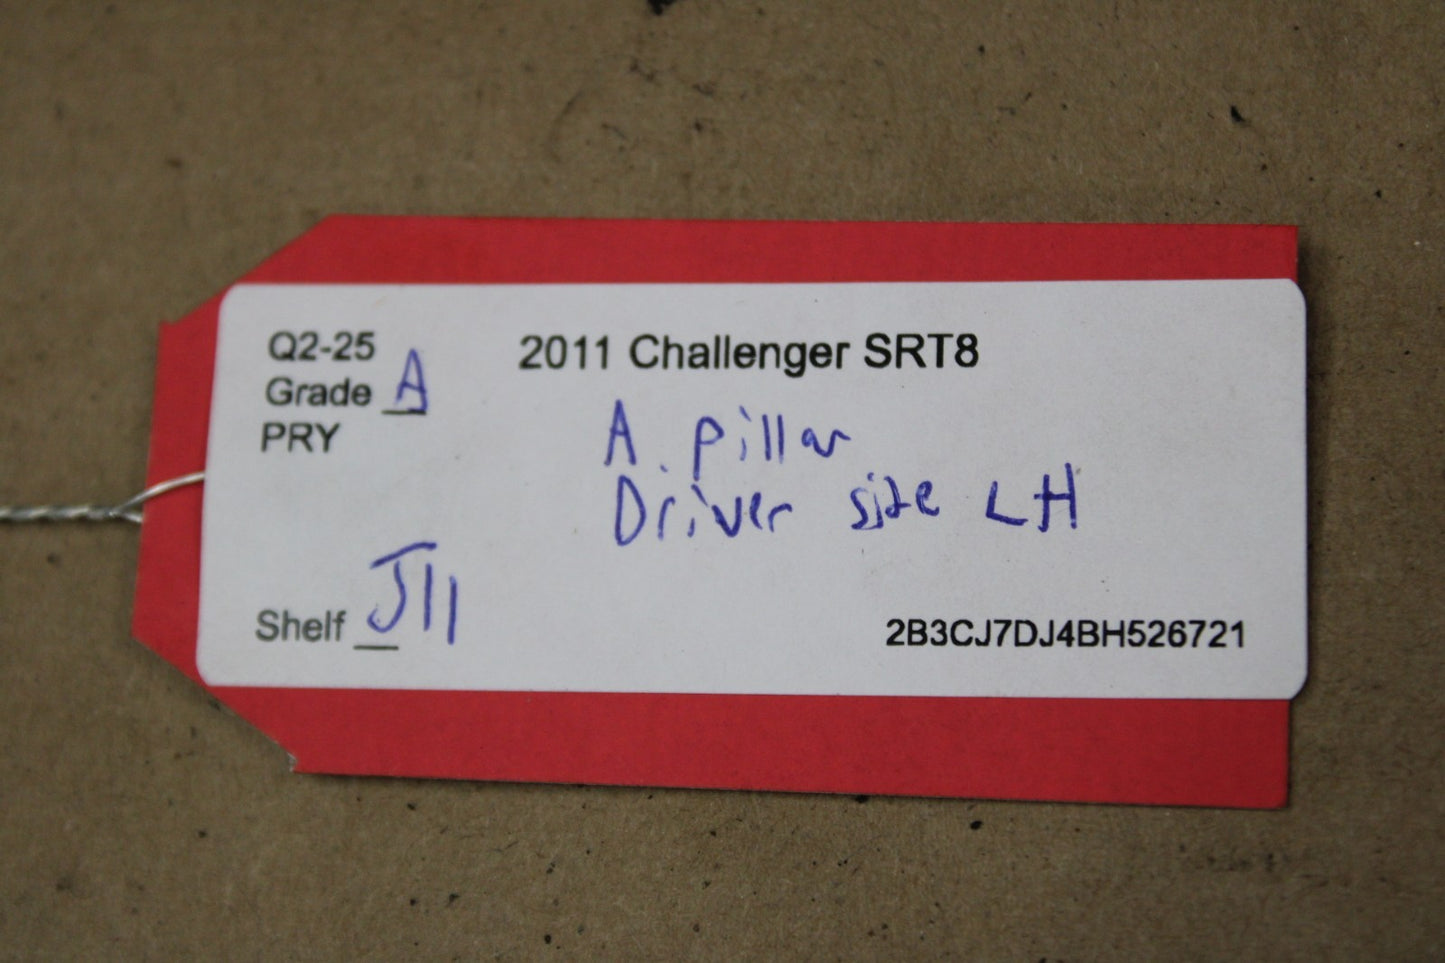 Q2-25
Grade A
PRY
2011 Challenger SRT8
A. pillar
Driver side LH
Shelf J11
2B3CJ7DJ4BH526721